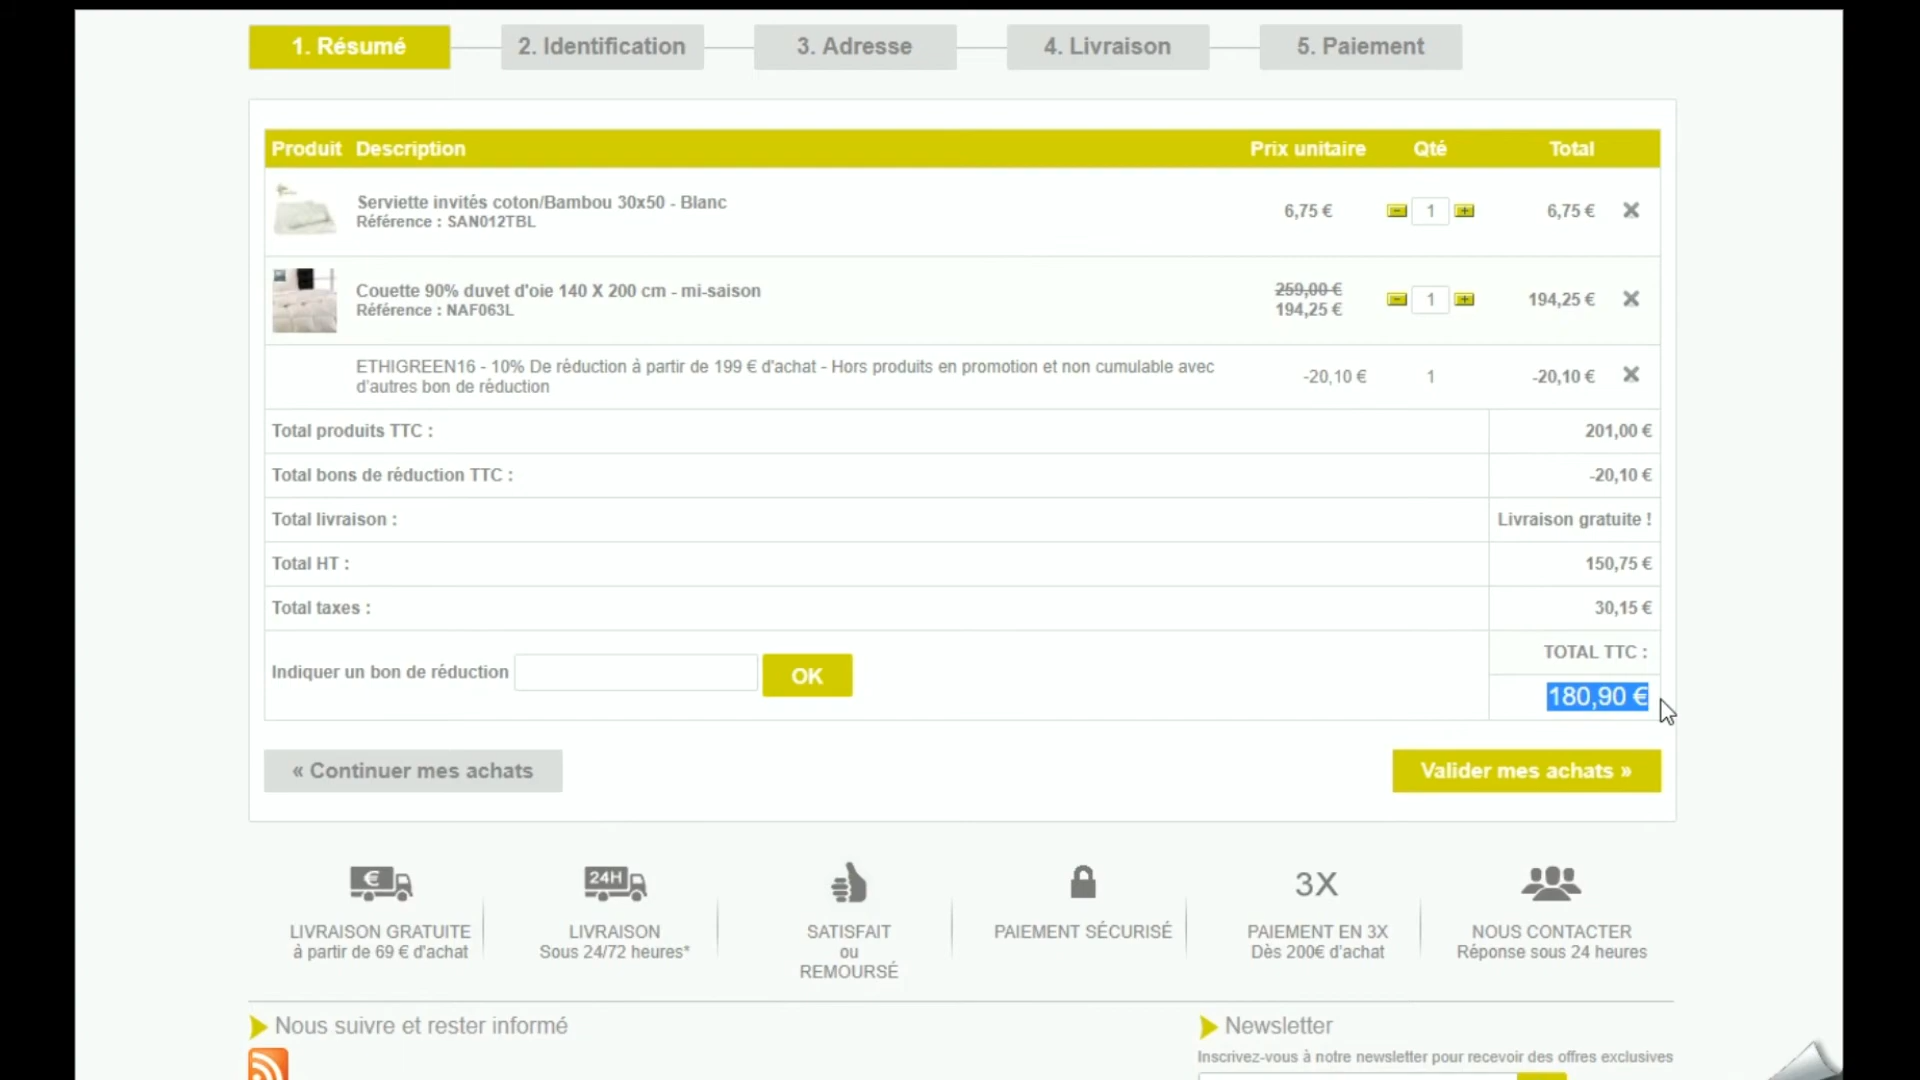 1. Résumé
2. Identification
3. Adresse
4. Livraison
5. Paiement
Produit Description Prix unitaire Qté Total
Serviette invités coton/Bambou 30x50 - Blanc
Référence : SAN012TBL
6,75 € 1 6,75 €
Couette 90% duvet d'oie 140 X 200 cm - mi-saison
Référence : NAF063L
259,00 €
194,25 €
1 194,25 €
ETHIGREEN16 - 10% De réduction à partir de 199 € d'achat - Hors produits en promotion et non cumulable avec
d'autres bon de réduction
-20,10 € 1 -20,10 €
Total produits TTC : 201,00 €
Total bons de réduction TTC : -20,10 €
Total livraison : Livraison gratuite !
Total HT : 150,75 €
Total taxes : 30,15 €
Indiquer un bon de réduction OK
TOTAL TTC :
180,90 €
« Continuer mes achats
Valider mes achats »
€
LIVRAISON GRATUITE
à partir de 69 € d'achat
24H
LIVRAISON
Sous 24/72 heures*
SATISFAIT
ou
REMOURSÉ
PAIEMENT SÉCURISÉ
3X
PAIEMENT EN 3X
Dès 200€ d'achat
NOUS CONTACTER
Réponse sous 24 heures
Nous suivre et rester informé
Newsletter
Inscrivez-vous à notre newsletter pour recevoir des offres exclusives